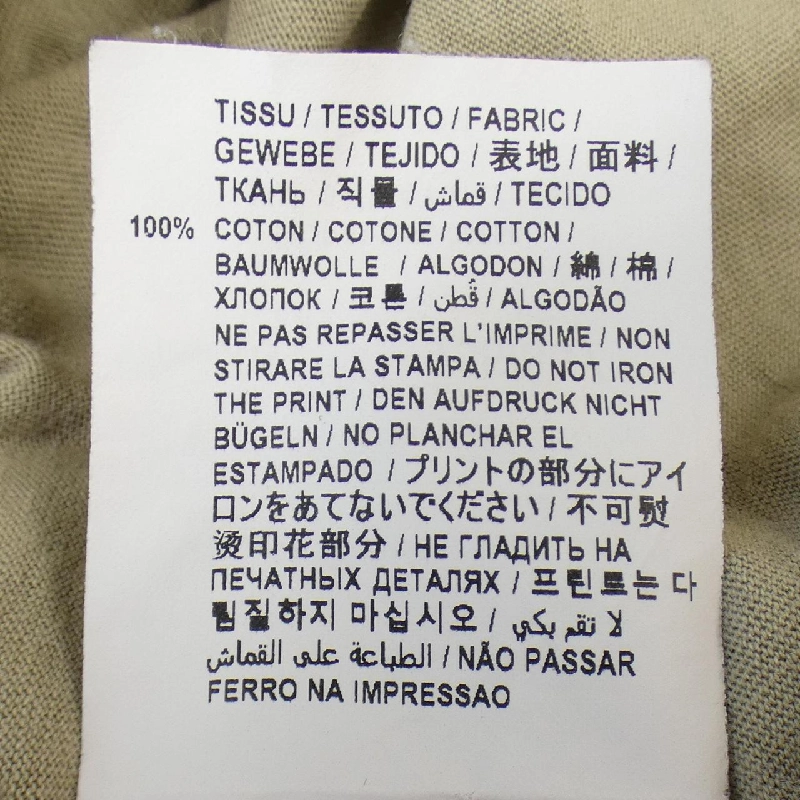 TISSU / TESSUTO / FABRIC /
GEWEBE / TEJIDO / 表地 / 面料 /
ТКАНЬ / 직물 / قماش / TECIDO
100% COTON / COTONE / COTTON /
BAUMWOLLE / ALGODON / 綿 / 棉 /
ХЛОПОК / 코튼 / قُطن / ALGODÃO
NE PAS REPASSER L'IMPRIME / NON
STIRARE LA STAMPA / DO NOT IRON
THE PRINT / DEN AUFDRUCK NICHT
BÜGELN / NO PLANCHAR EL
ESTAMPADO / プリントの部分にアイ
ロンをあてないでください / 不可熨
烫印花部分 / НЕ ГЛАДИТЬ НА
ПЕЧАТНЫХ ДЕТАЛЯХ / 프린트는 다
림질하지 마십시오 / لا تقم بكي
الطباعة على القماش / NÃO PASSAR
FERRO NA IMPRESSAO